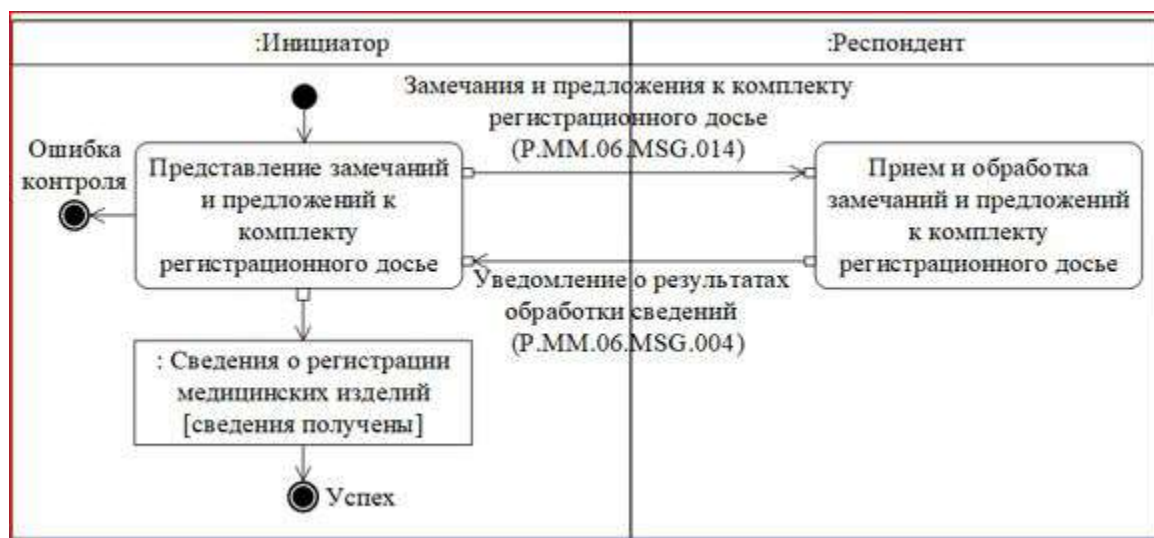 :Инициатор
:Респондент
Замечания и предложения к комплекту
регистрационного досье
(P.MM.06.MSG.014)
Ошибка
контроля
Представление замечаний
и предложений к
комплекту
регистрационного досье
Прием и обработка
замечаний и предложений
к комплекту
регистрационного досье
Уведомление о результатах
обработки сведений
(P.MM.06.MSG.004)
: Сведения о регистрации
медицинских изделий
[сведения получены]
Успех